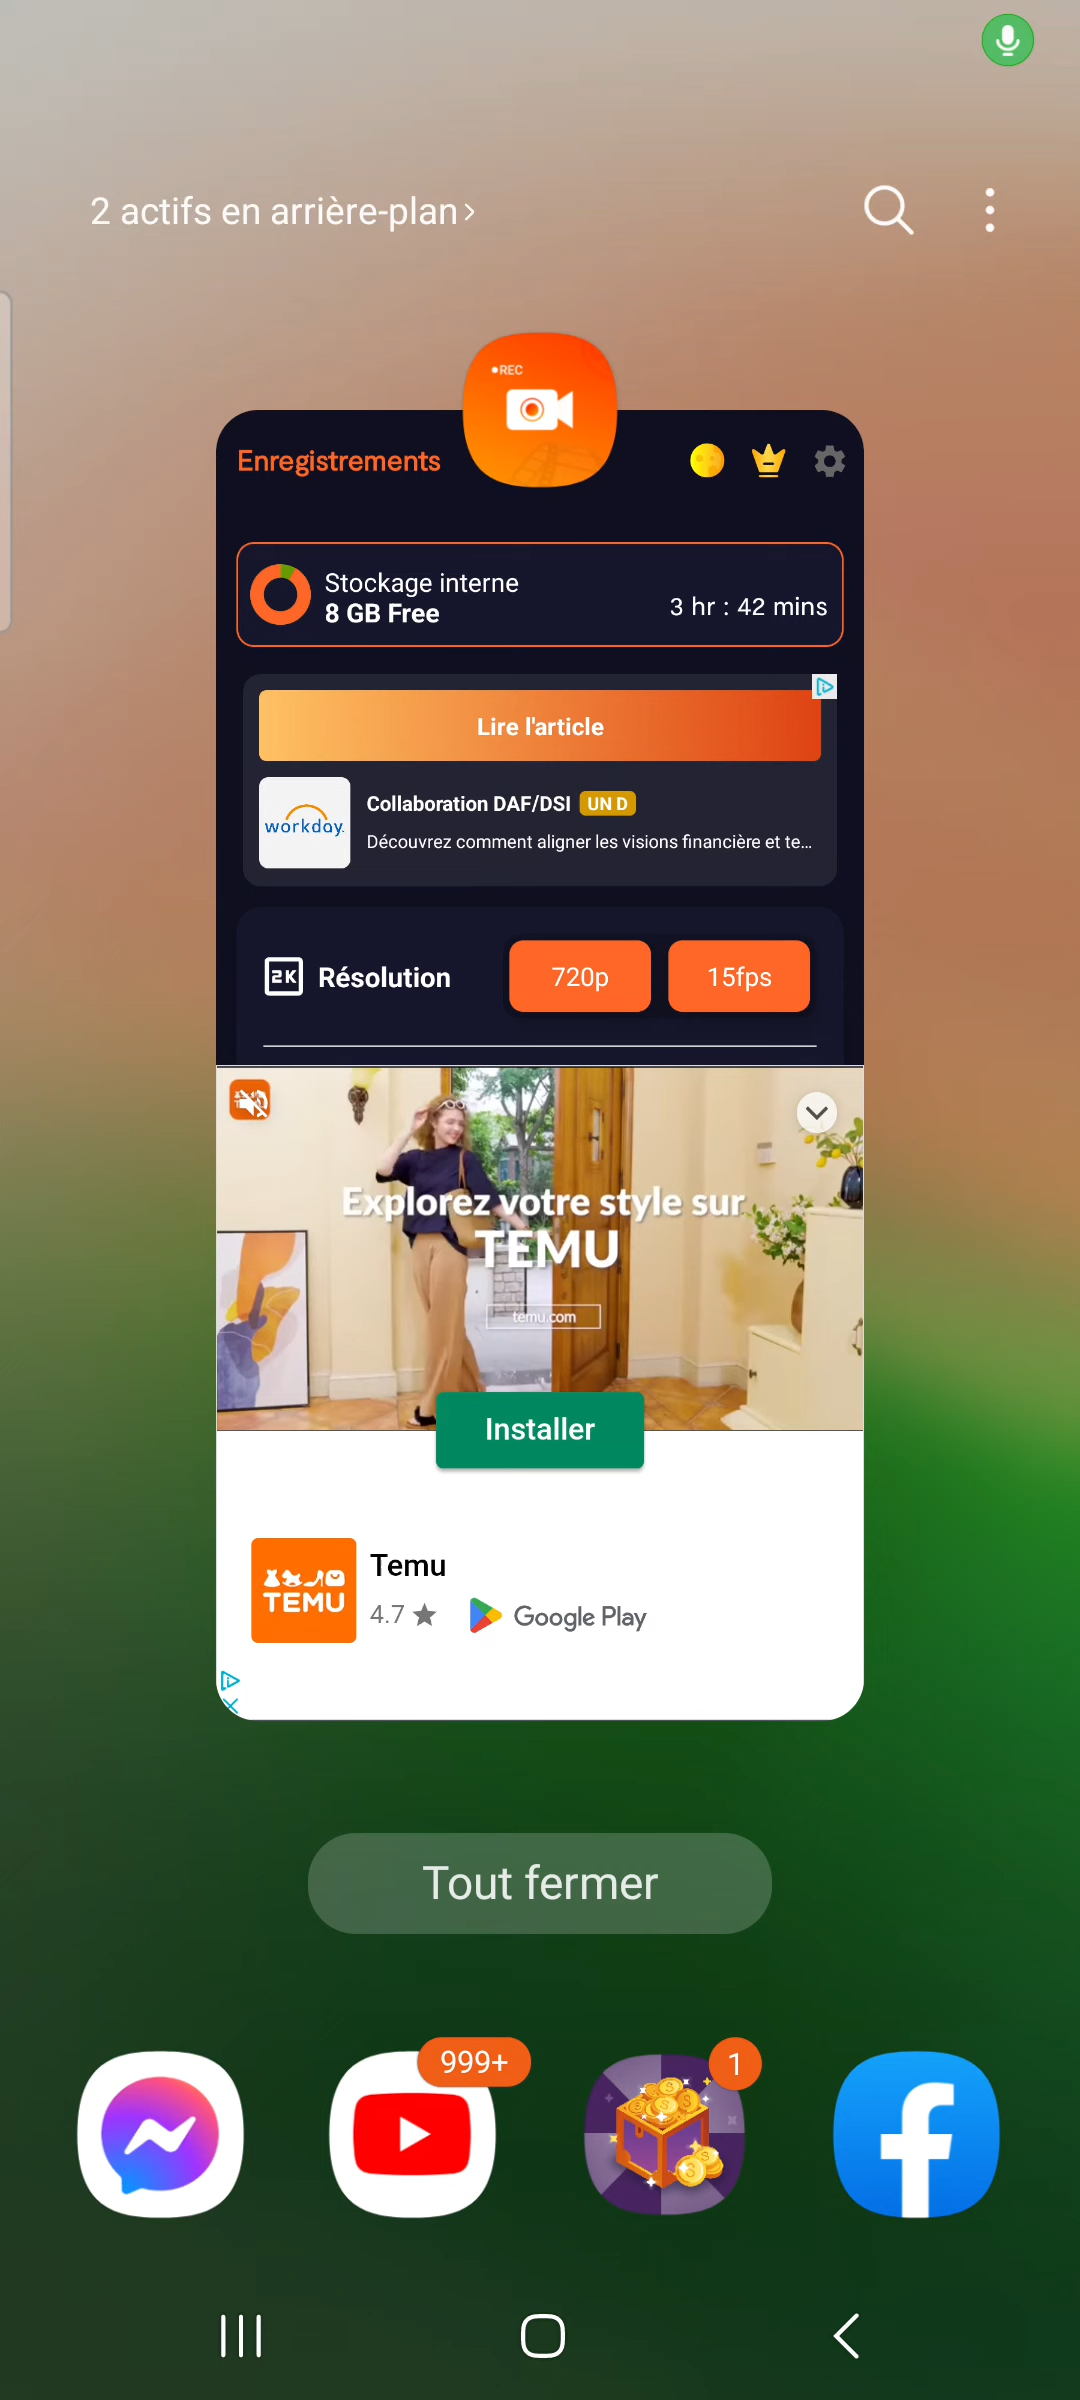 2 actifs en arrière-plan
REC
Enregistrements
Stockage interne
8 GB Free
3 hr : 42 mins
Lire l'article
workday.
Collaboration DAF/DSI UN D
Découvrez comment aligner les visions financière et te...
2K Résolution 720p 15fps
Explorez votre style sur
TEMU
temu.com
Installer
TEMU
Temu
4.7 ★ Google Play
Tout fermer
999+
1